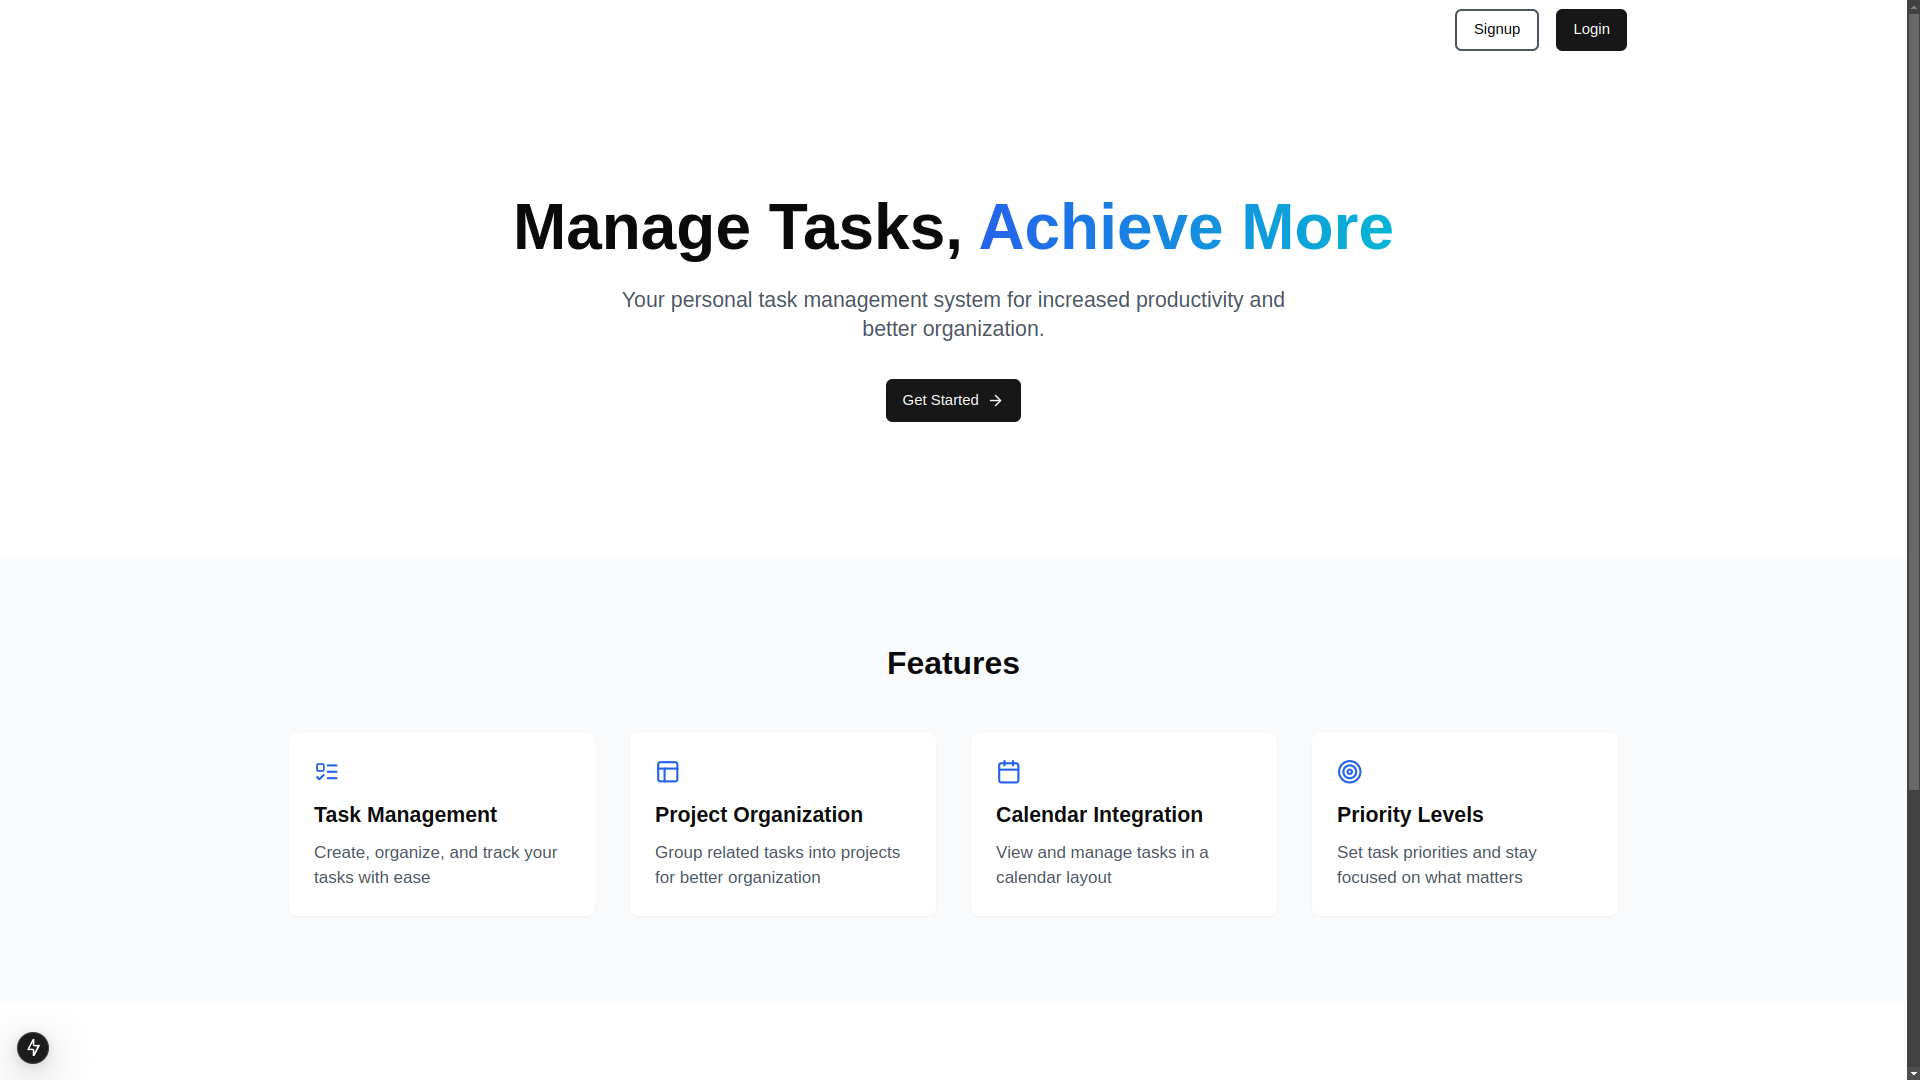 Signup
Login
Manage Tasks, Achieve More
Your personal task management system for increased productivity and
better organization.
Get Started
Features
Task Management
Create, organize, and track your
tasks with ease
Project Organization
Group related tasks into projects
for better organization
Calendar Integration
View and manage tasks in a
calendar layout
Priority Levels
Set task priorities and stay
focused on what matters